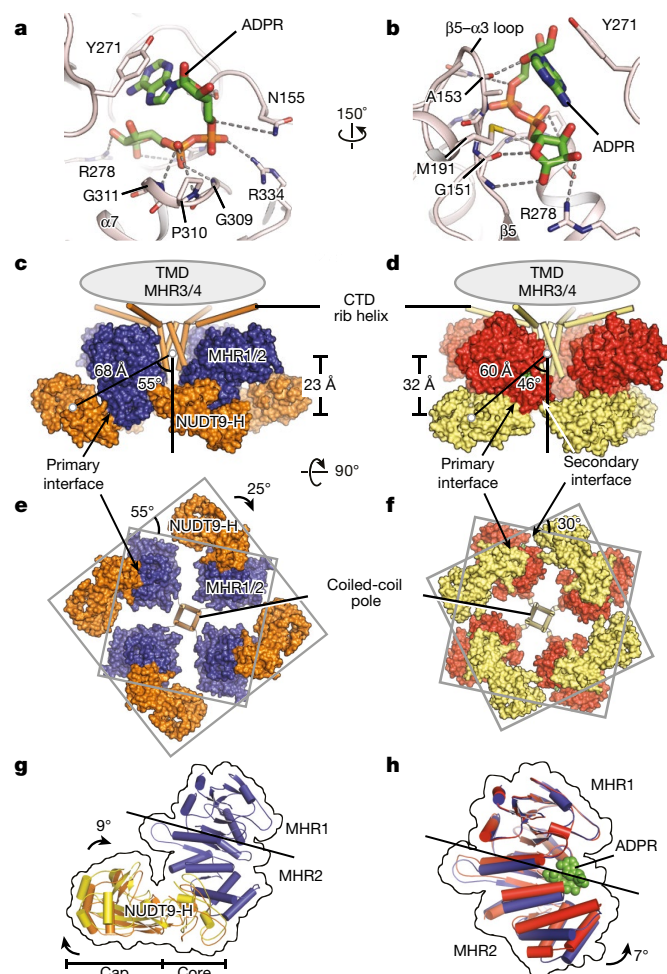 a
ADPR
Y271
N155
R278
G311
R334
P310
G309
α7
150°
b
β5–α3 loop
Y271
A153
ADPR
M191
G151
R278
β5
c
TMD
MHR3/4
CTD
rib helix
68 Å
55°
MHR1/2
23 Å
NUDT9-H
Primary
interface
d
TMD
MHR3/4
32 Å
60 Å
46°
Primary
interface
Secondary
interface
90°
e
55°
25°
NUDT9-H
MHR1/2
Coiled-coil
pole
f
30°
g
MHR1
9°
MHR2
NUDT9-H
Cap
Core
h
MHR1
ADPR
MHR2
7°